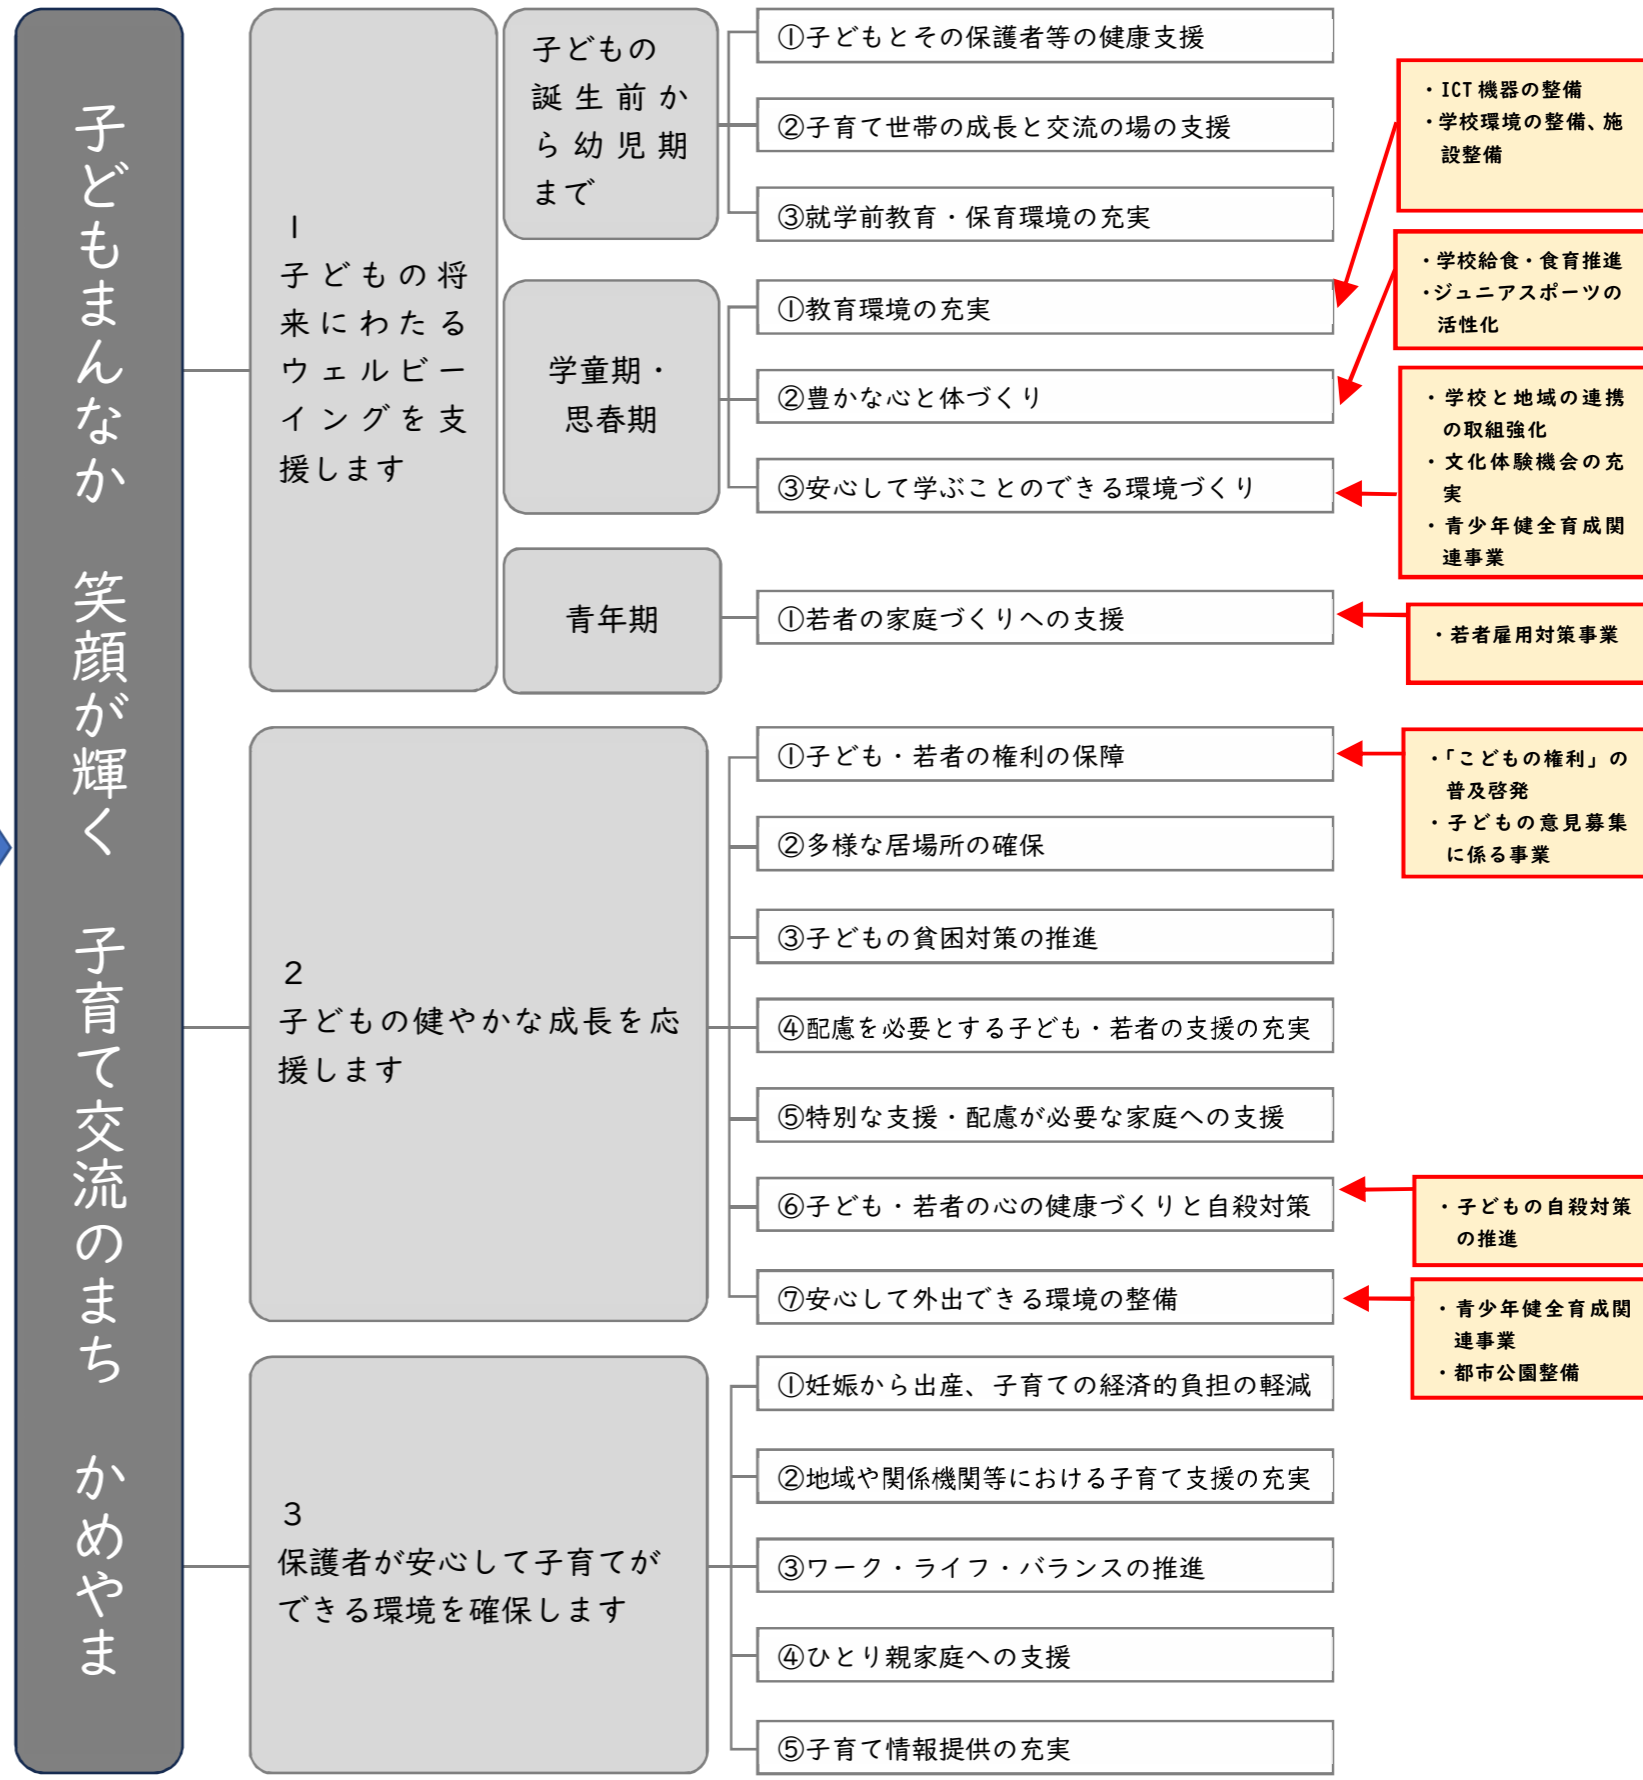 子どもまんなか　笑顔が輝く　子育て交流のまち　かめやま
1
子どもの将
来にわたる
ウェルビー
イングを支
援します
子どもの
誕生前か
ら幼児期
まで
①子どもとその保護者等の健康支援
②子育て世帯の成長と交流の場の支援
③就学前教育・保育環境の充実
学童期・
思春期
①教育環境の充実
②豊かな心と体づくり
③安心して学ぶことのできる環境づくり
青年期
①若者の家庭づくりへの支援
・ICT機器の整備
・学校環境の整備、施
設整備
・学校給食・食育推進
・ジュニアスポーツの
活性化
・学校と地域の連携
の取組強化
・文化体験機会の充
実
・青少年健全育成関
連事業
・若者雇用対策事業
2
子どもの健やかな成長を応
援します
①子ども・若者の権利の保障
②多様な居場所の確保
③子どもの貧困対策の推進
④配慮を必要とする子ども・若者の支援の充実
⑤特別な支援・配慮が必要な家庭への支援
⑥子ども・若者の心の健康づくりと自殺対策
⑦安心して外出できる環境の整備
・「こどもの権利」の
普及啓発
・子どもの意見募集
に係る事業
・子どもの自殺対策
の推進
・青少年健全育成関
連事業
・都市公園整備
3
保護者が安心して子育てが
できる環境を確保します
①妊娠から出産、子育ての経済的負担の軽減
②地域や関係機関等における子育て支援の充実
③ワーク・ライフ・バランスの推進
④ひとり親家庭への支援
⑤子育て情報提供の充実